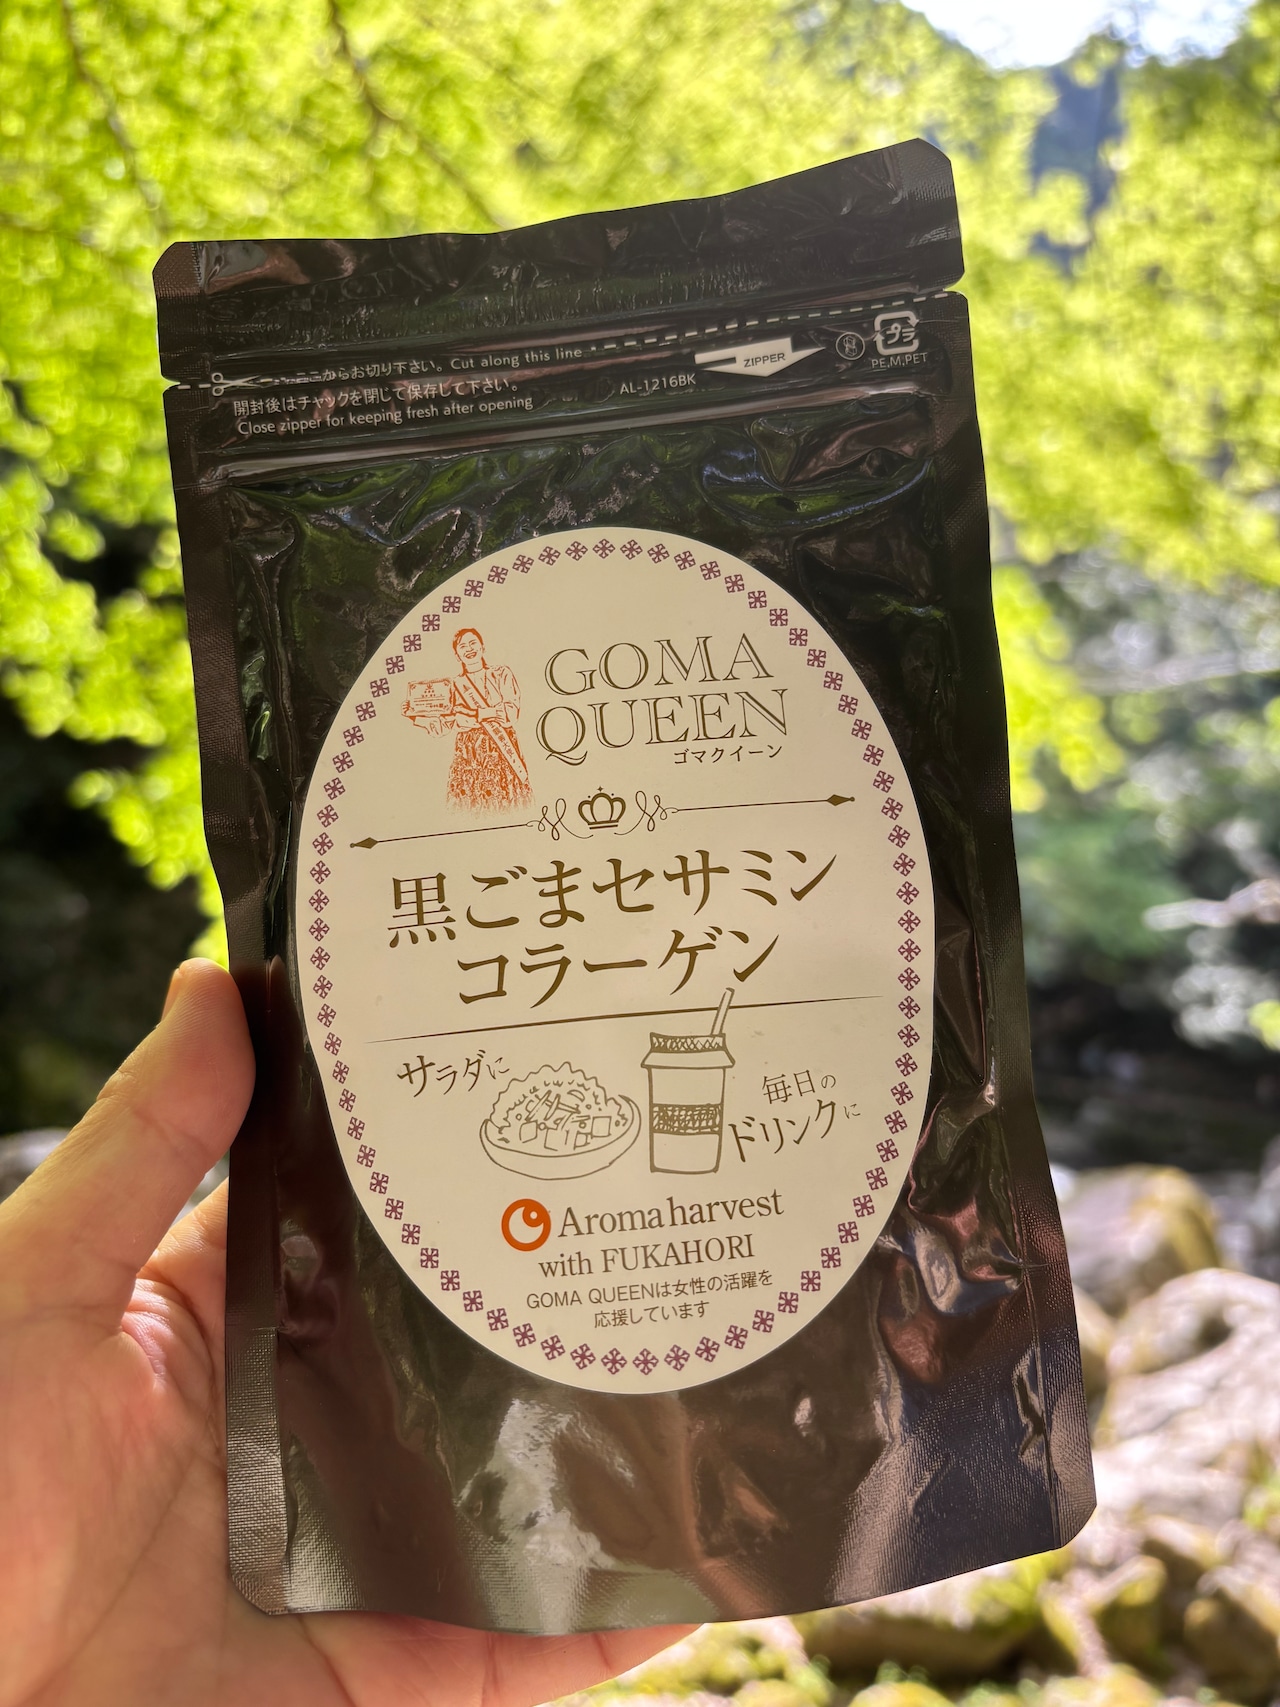 ここからお切り下さい。Cut along this line
ZIPPER
プラ
PE,M,PET
開封後はチャックを閉じて保存して下さい。
AL-1216BK
Close zipper for keeping fresh after opening
GOMA
QUEEN
ゴマクイーン
黒ごまセサミン
コラーゲン
サラダに
毎日の
ドリンクに
Aroma harvest
with FUKAHORI
GOMA QUEENは女性の活躍を
応援しています